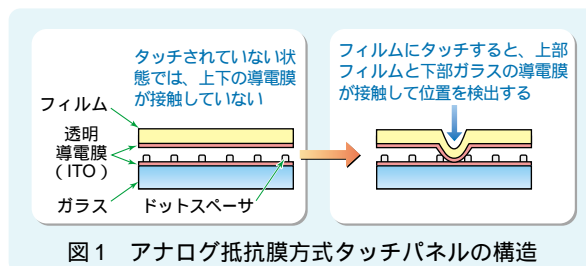 タッチされていない状
態では、上下の導電膜
が接触していない
フィルム
透明
導電膜
(ITO)
ガラス
ドットスペーサ
フィルムにタッチすると、上部
フィルムと下部ガラスの導電膜
が接触して位置を検出する
図1 アナログ抵抗膜方式タッチパネルの構造